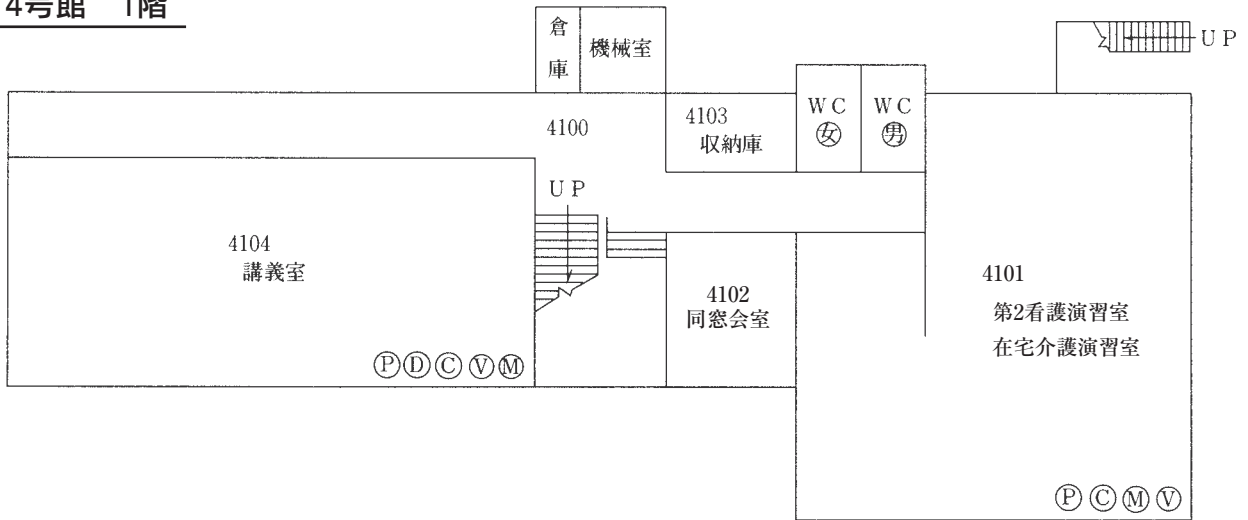 4号館 1階
倉庫
機械室
UP
4100
4103
収納庫
WC
女
WC
男
UP
4104
講義室
4102
同窓会室
4101
第2看護演習室
在宅介護演習室
P D C V M
P C M V